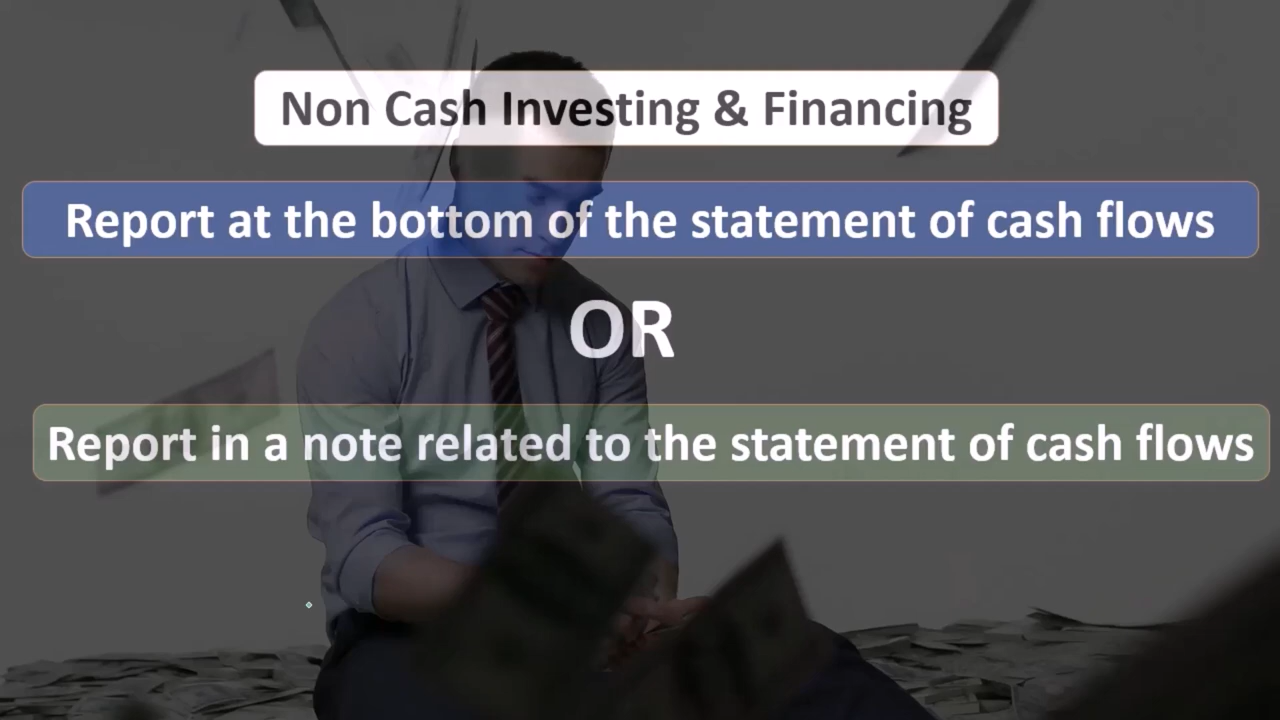 Non Cash Investing & Financing
Report at the bottom of the statement of cash flows
OR
Report in a note related to the statement of cash flows